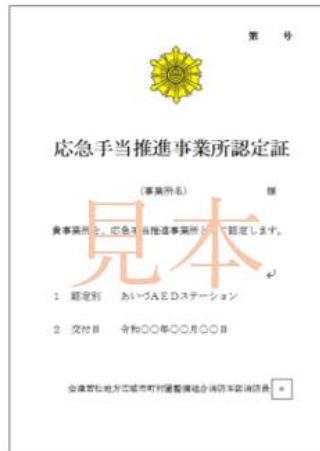 第　号
応急手当推進事業所認定証
（事業所名）　様
貴事業所を、応急手当推進事業所として認定します。
見本
1　認定別　あいづAEDステーション
2　交付日　令和〇〇年〇〇月〇〇日
会津若松地方広域市町村圏整備組合消防本部消防長